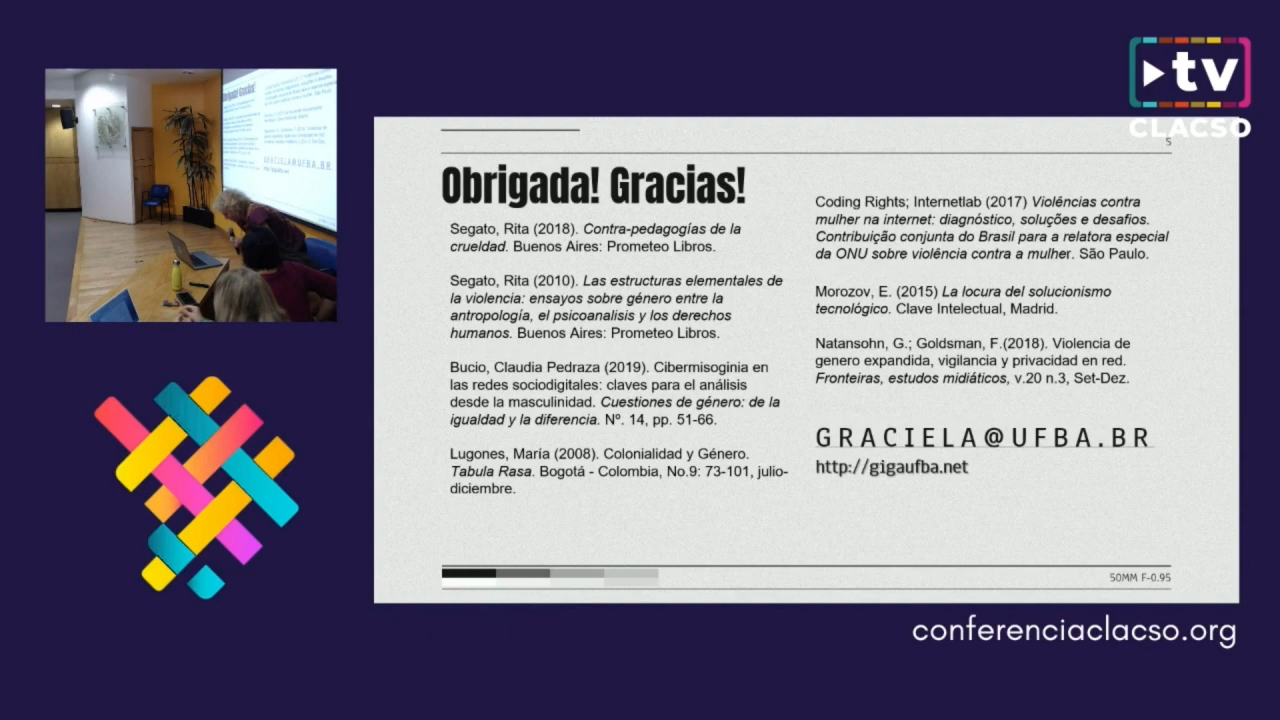 tv
CLACSO
5
Obrigada! Gracias!
Segato, Rita (2018). Contra-pedagogías de la
crueldad. Buenos Aires: Prometeo Libros.
Segato, Rita (2010). Las estructuras elementales de
la violencia: ensayos sobre género entre la
antropología, el psicoanalisis y los derechos
humanos. Buenos Aires: Prometeo Libros.
Bucio, Claudia Pedraza (2019). Cibermisoginia en
las redes sociodigitales: claves para el análisis
desde la masculinidad. Cuestiones de género: de la
igualdad y la diferencia. Nº. 14, pp. 51-66.
Lugones, María (2008). Colonialidad y Género.
Tabula Rasa. Bogotá - Colombia, No.9: 73-101, julio-
diciembre.
Coding Rights; Internetlab (2017) Violências contra
mulher na internet: diagnóstico, soluções e desafios.
Contribuição conjunta do Brasil para a relatora especial
da ONU sobre violência contra a mulher. São Paulo.
Morozov, E. (2015) La locura del solucionismo
tecnológico. Clave Intelectual, Madrid.
Natansohn, G.; Goldsman, F.(2018). Violencia de
genero expandida, vigilancia y privacidad en red.
Fronteiras, estudos midiáticos, v.20 n.3, Set-Dez.
GRACIELA@UFBA.BR
http://gigaufba.net
50MM F-0.95
conferenciaclacso.org
Obrigada! Gracias!
GRACIELA@UFBA.BR